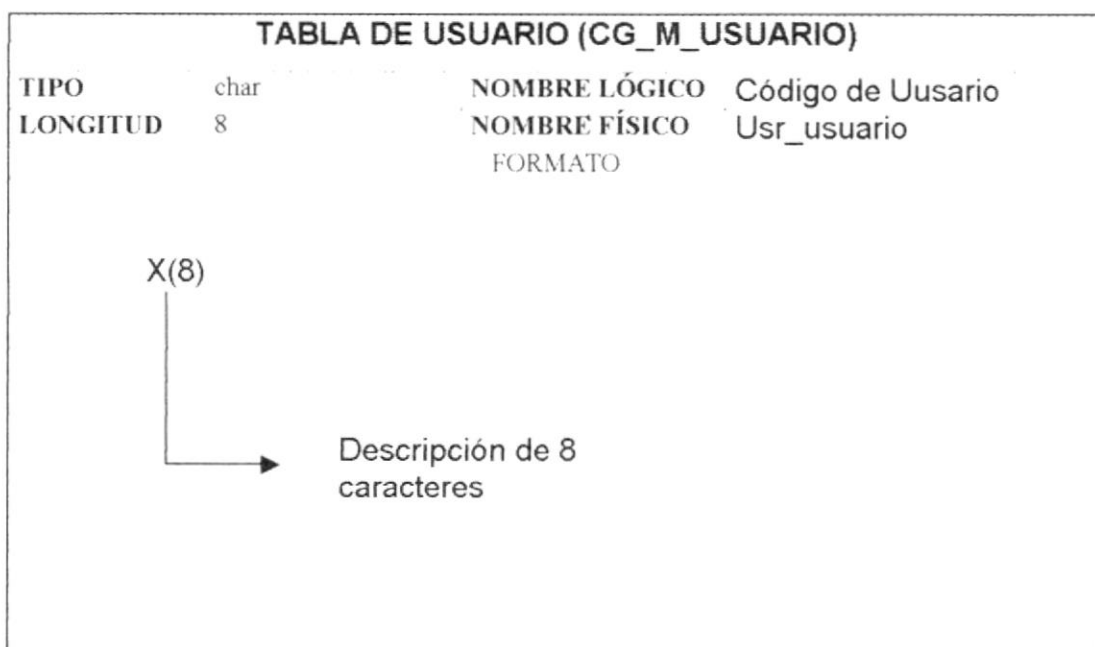 TABLA DE USUARIO (CG_M_USUARIO)
TIPO char NOMBRE LÓGICO Código de Uusario
LONGITUD 8 NOMBRE FÍSICO Usr_usuario
FORMATO
X(8)
Descripción de 8
caracteres